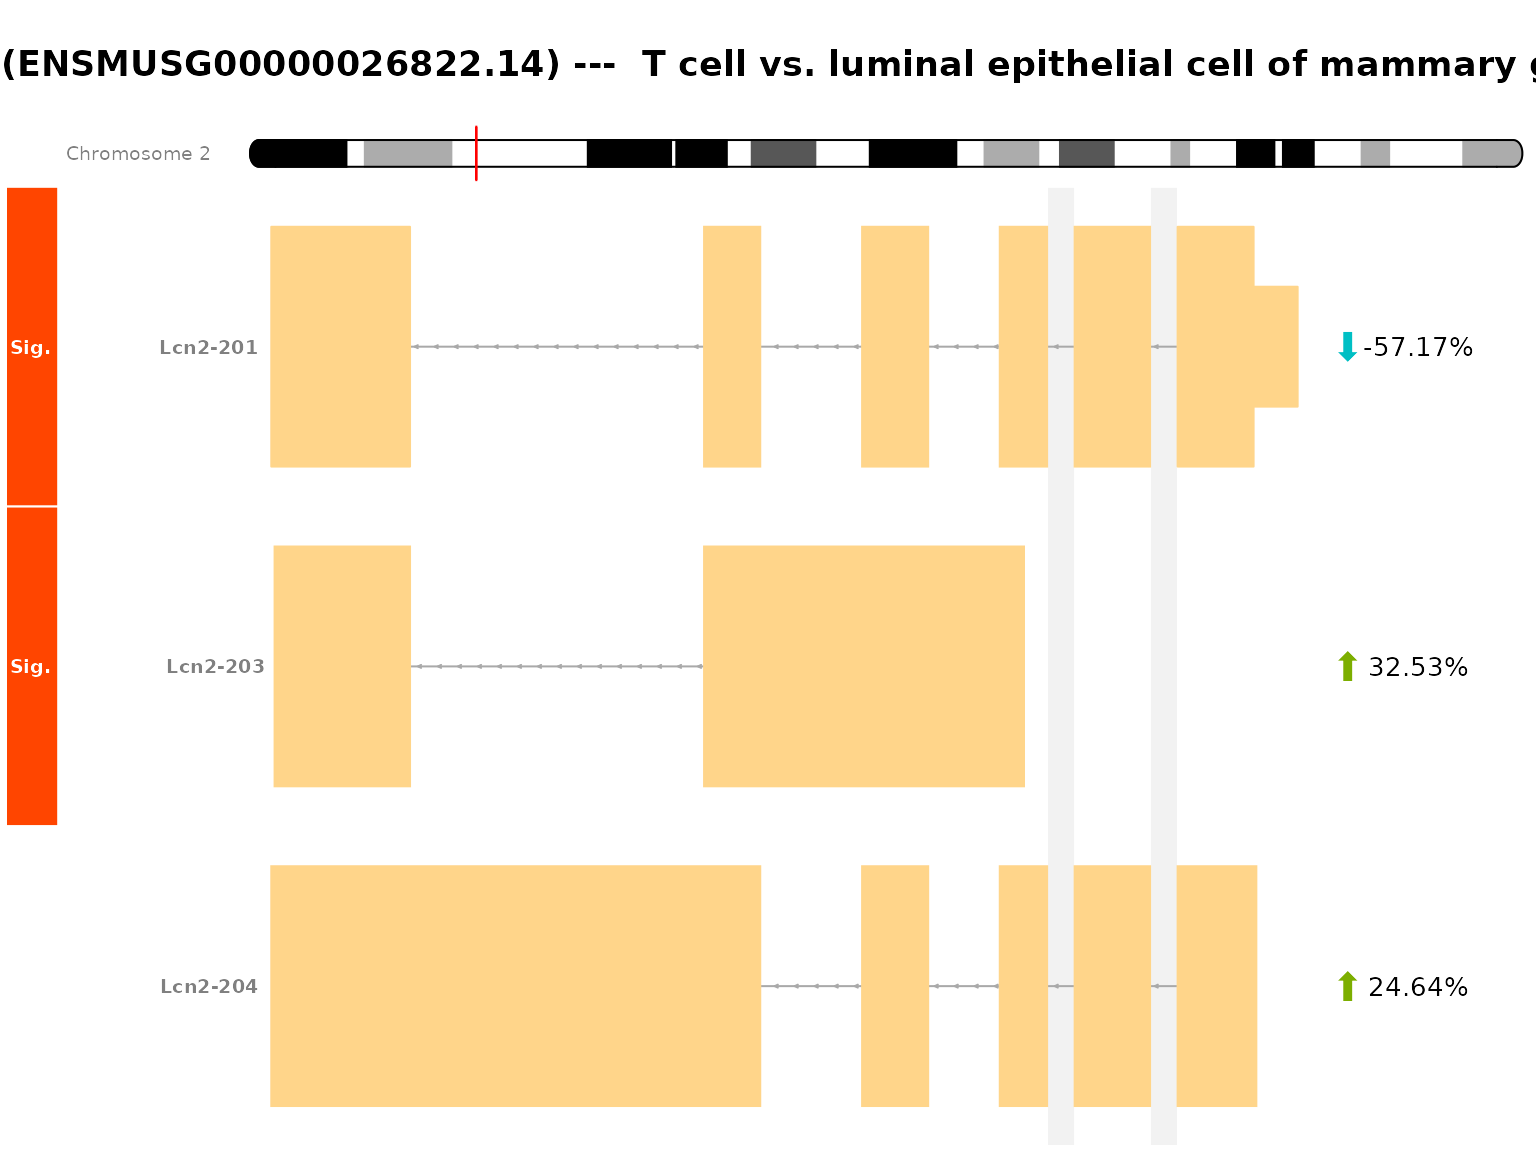 (ENSMUSG00000026822.14) --- T cell vs. luminal epithelial cell of mammary
Chromosome 2
Sig.
Lcn2-201
-57.17%
Sig.
Lcn2-203
32.53%
Lcn2-204
24.64%